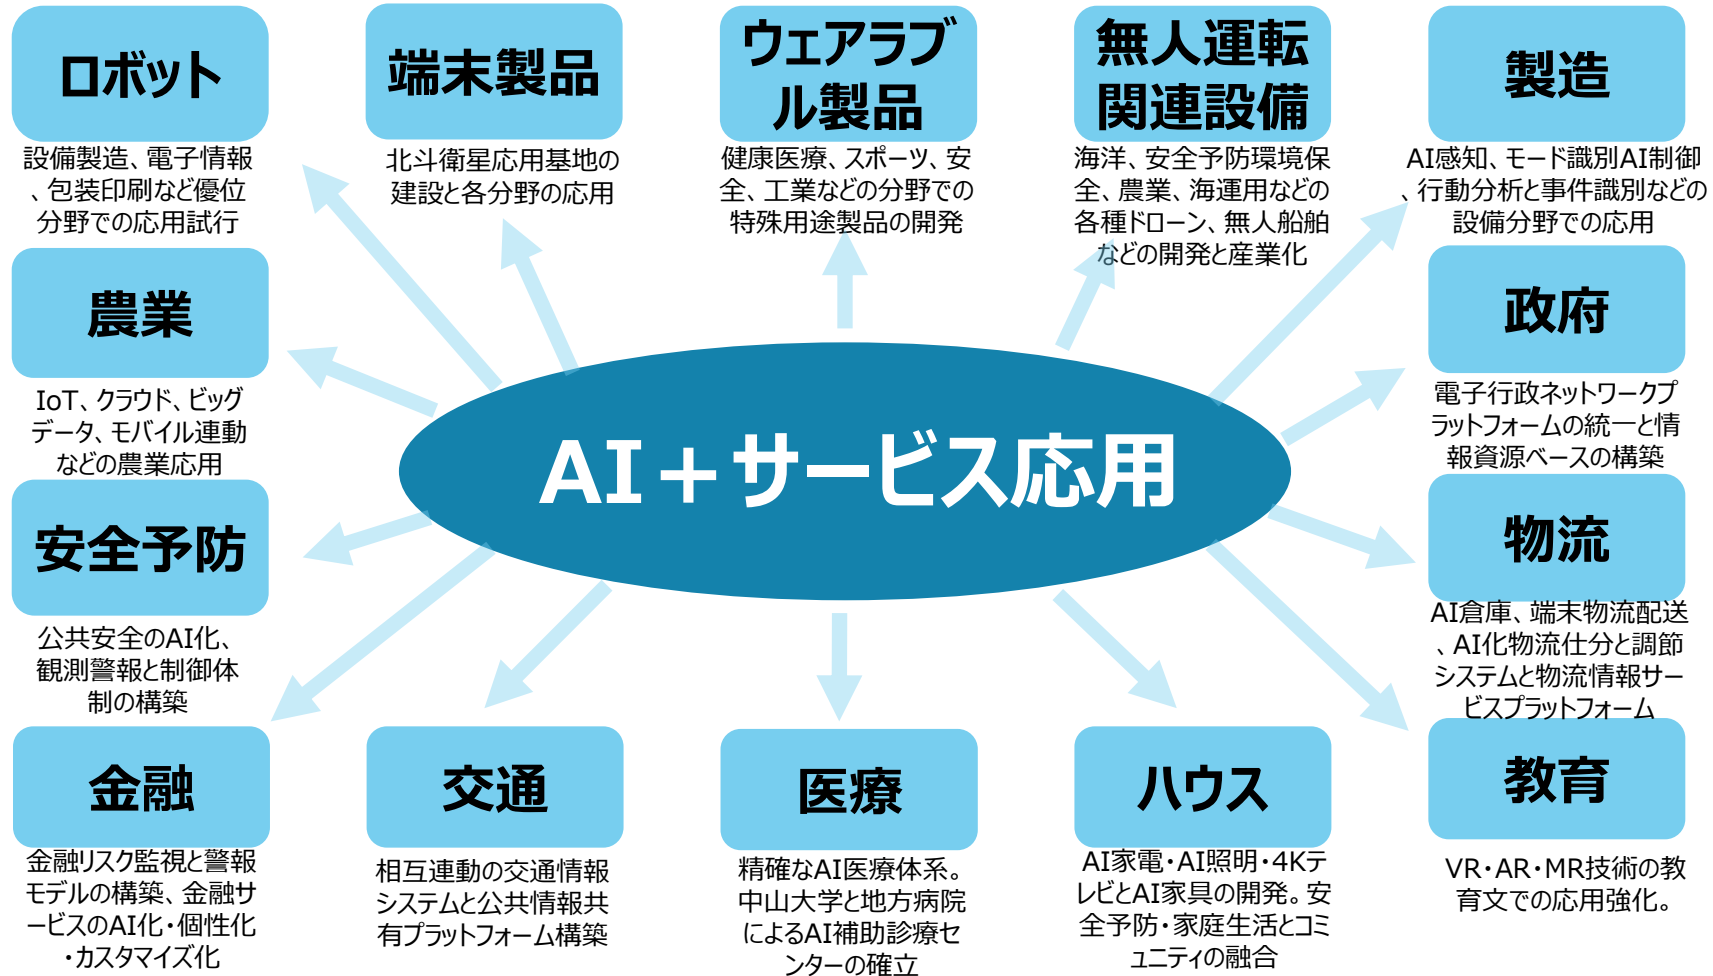 ロボット
設備製造、電子情報
、包装印刷など優位
分野での応用試行
端末製品
北斗衛星応用基地の
建設と各分野の応用
ウェアラブ
ル製品
健康医療、スポーツ、安
全、工業などの分野での
特殊用途製品の開発
無人運転
関連設備
海洋、安全予防環境保
全、農業、海運用などの
各種ドローン、無人船舶
などの開発と産業化
製造
AI感知、モード識別AI制御
、行動分析と事件識別などの
設備分野での応用
農業
IoT、クラウド、ビッグ
データ、モバイル連動
などの農業応用
政府
電子行政ネットワークプ
ラットフォームの統一と情
報資源ベースの構築
AI＋サービス応用
安全予防
公共安全のAI化、
観測警報と制御体
制の構築
物流
AI倉庫、端末物流配送
、AI化物流仕分と調節
システムと物流情報サー
ビスプラットフォーム
金融
金融リスク監視と警報
モデルの構築、金融サ
ービスのAI化・個性化
・カスタマイズ化
交通
相互連動の交通情報
システムと公共情報共
有プラットフォーム構築
医療
精確なAI医療体系。
中山大学と地方病院
によるAI補助診療セ
ンターの確立
ハウス
AI家電・AI照明・4Kテ
レビとAI家具の開発。安
全予防・家庭生活とコミ
ュニティの融合
教育
VR・AR・MR技術の教
育文での応用強化。